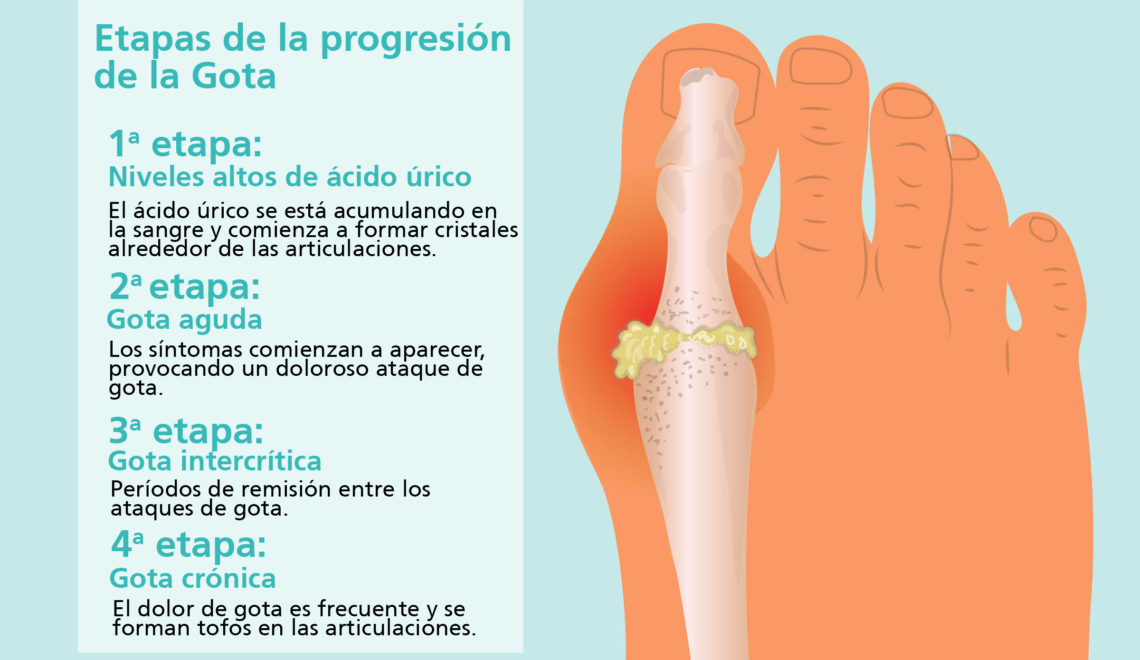 Etapas de la progresión
de la Gota
1ª etapa:
Niveles altos de ácido úrico
El ácido úrico se está acumulando en
la sangre y comienza a formar cristales
alrededor de las articulaciones.
2ª etapa:
Gota aguda
Los síntomas comienzan a aparecer,
provocando un doloroso ataque de
gota.
3ª etapa:
Gota intercrítica
Períodos de remisión entre los
ataques de gota.
4ª etapa:
Gota crónica
El dolor de gota es frecuente y se
forman tofos en las articulaciones.